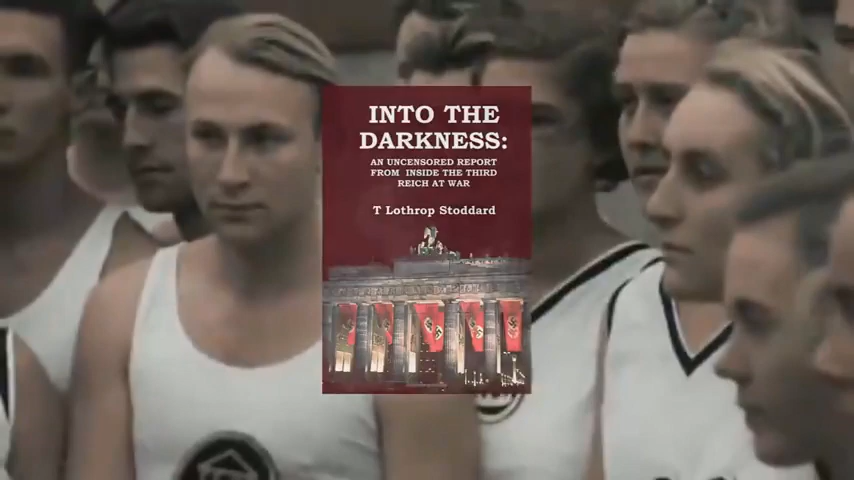 INTO THE
DARKNESS:
AN UNCENSORED REPORT
FROM INSIDE THE THIRD
REICH AT WAR
T Lothrop Stoddard